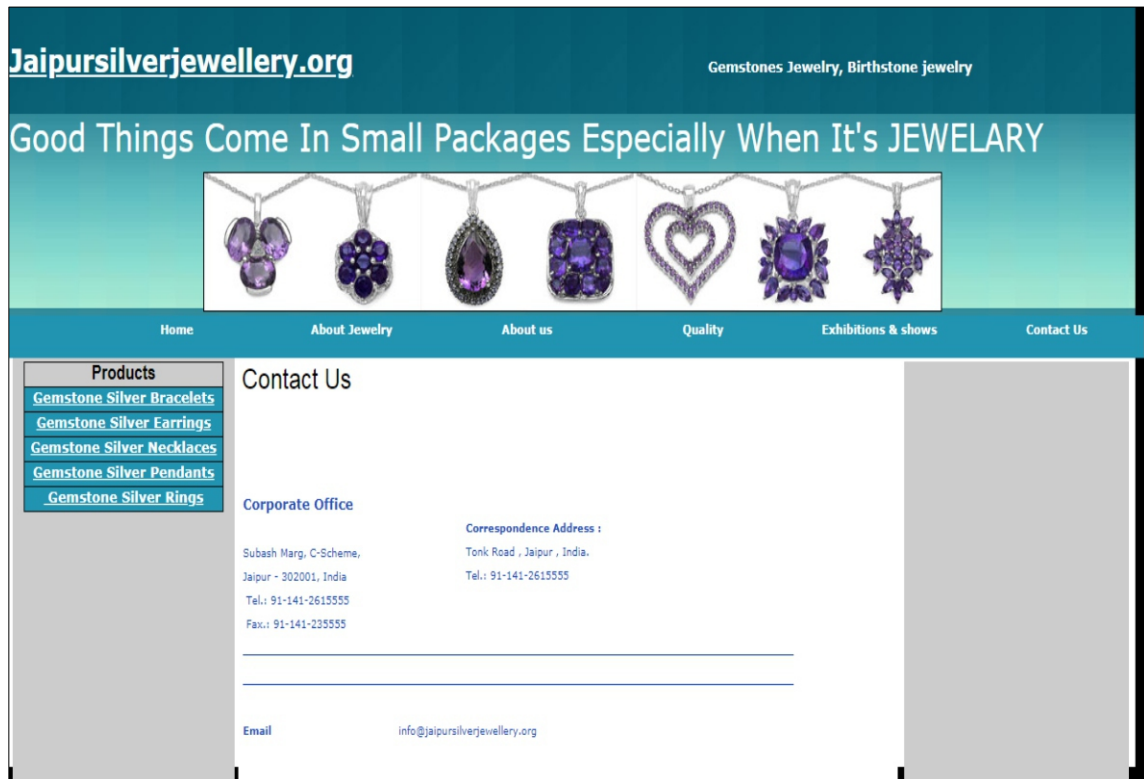 Jaipursilverjewellery.org
Gemstones Jewelry, Birthstone jewelry
Good Things Come In Small Packages Especially When It's JEWELARY
Home About Jewelry About us Quality Exhibitions & shows Contact Us
Products
Gemstone Silver Bracelets
Gemstone Silver Earrings
Gemstone Silver Necklaces
Gemstone Silver Pendants
Gemstone Silver Rings
Contact Us
Corporate Office
Subash Marg, C-Scheme,
Jaipur - 302001, India
Tel.: 91-141-2615555
Fax.: 91-141-235555
Correspondence Address :
Tonk Road , Jaipur , India.
Tel.: 91-141-2615555
Email info@jaipursilverjewellery.org